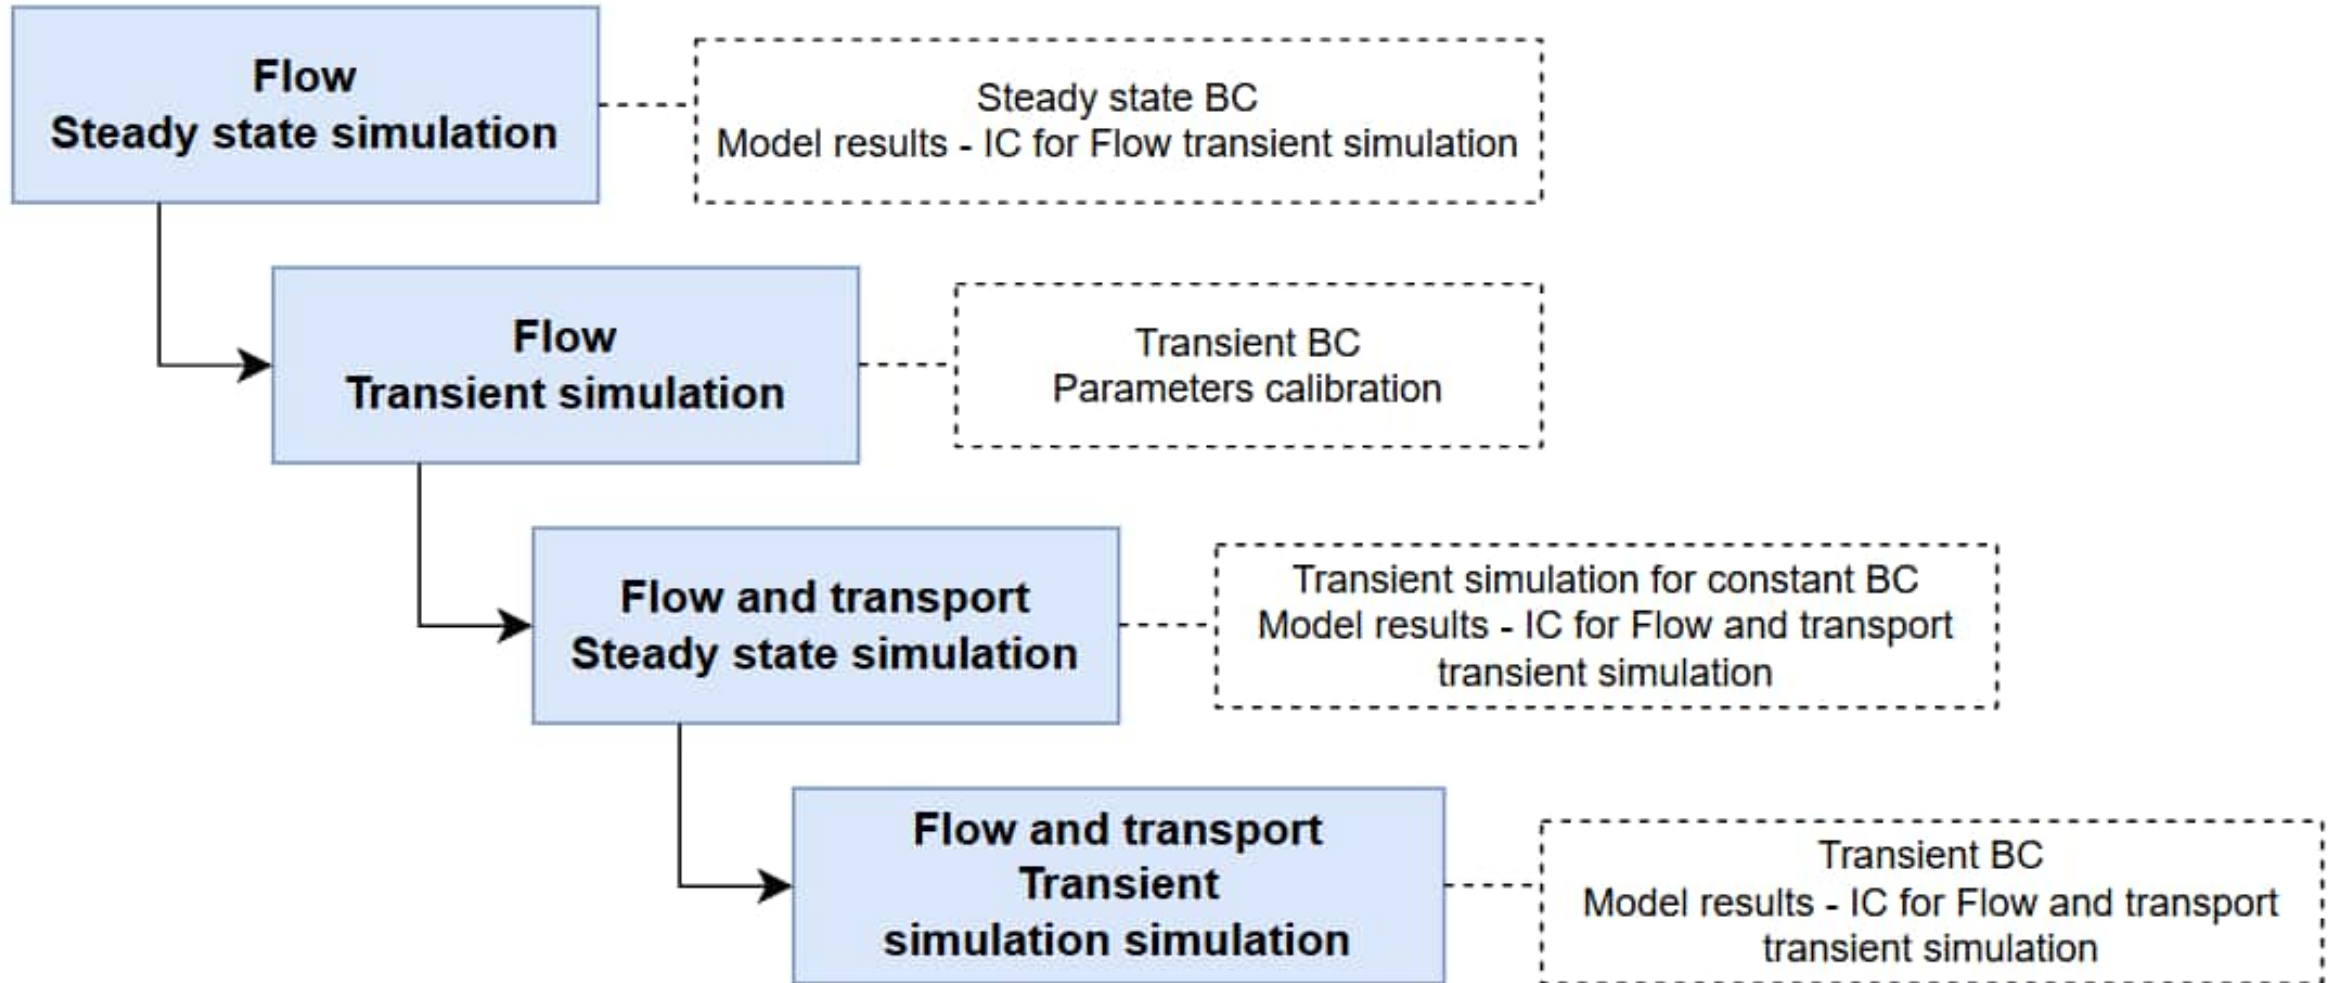 Flow
Steady state simulation
Steady state BC
Model results - IC for Flow transient simulation
Flow
Transient simulation
Transient BC
Parameters calibration
Flow and transport
Steady state simulation
Transient simulation for constant BC
Model results - IC for Flow and transport
transient simulation
Flow and transport
Transient
simulation simulation
Transient BC
Model results - IC for Flow and transport
transient simulation